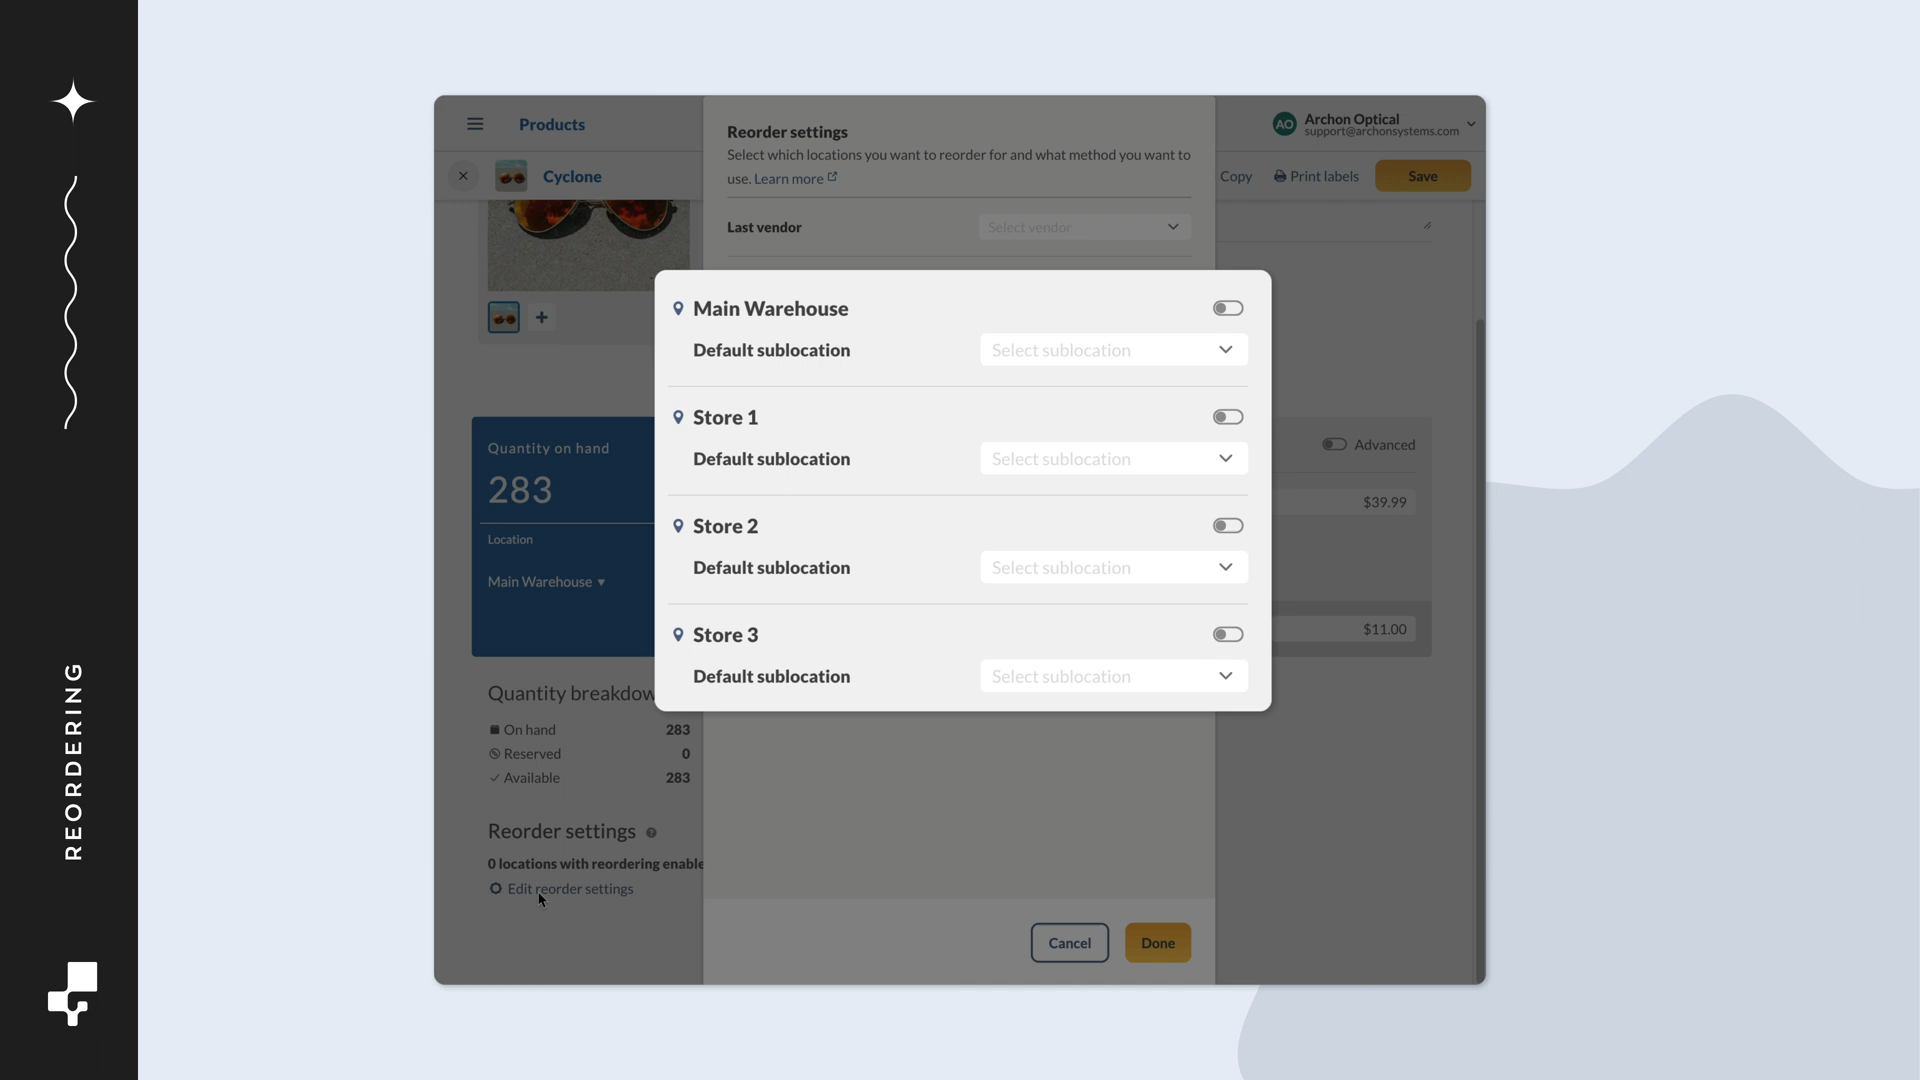 REORDERING
Products
AO
Archon Optical
support@archonsystems.com
Cyclone
Copy
Print labels
Save
Reorder settings
Select which locations you want to reorder for and what method you want to
use. Learn more
Last vendor
Select vendor
Main Warehouse
Default sublocation
Select sublocation
Store 1
Default sublocation
Select sublocation
Store 2
Default sublocation
Select sublocation
Store 3
Default sublocation
Select sublocation
Quantity on hand
283
Location
Main Warehouse
Advanced
$39.99
$11.00
Quantity breakdow
On hand 283
Reserved 0
Available 283
Reorder settings
0 locations with reordering enable
Edit reorder settings
Cancel
Done